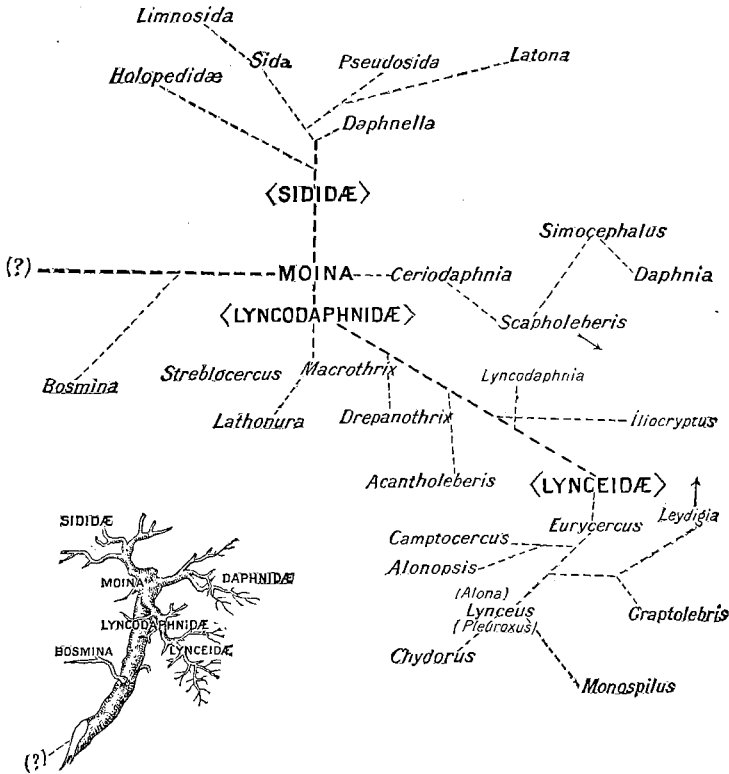 Limnosida
Sida
Pseudosida
Latona
Holopedidæ
Daphnella
⟨SIDIDÆ⟩
Simocephalus
(?)
MOINA
Ceriodaphnia
Daphnia
⟨LYNCODAPHNIDÆ⟩
Scapholeberis
Bosmina
Streblocercus
Macrothrix
Lyncodaphnia
Lathonura
Drepanothrix
Iliocryptus
Acantholeberis
⟨LYNCEIDÆ⟩
Eurycercus
Leydigia
Camptocercus
Alonopsis
(Alona)
Lynceus
(Pleuroxus)
Graptolebris
Chydorus
Monospilus
SIDIDÆ
MOINA
DAPHNIDÆ
LYNCODAPHNIDÆ
BOSMINA
LYNCEIDÆ
(?)